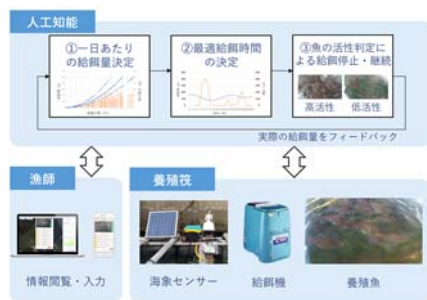 人工知能
①一日あたり
の給餌量決定
②最適給餌時間
の決定
③魚の活性判定に
よる給餌停止・継続
高活性
低活性
実際の給餌量をフィードバック
漁師
情報閲覧・入力
養殖筏
海象センサー
給餌機
養殖魚